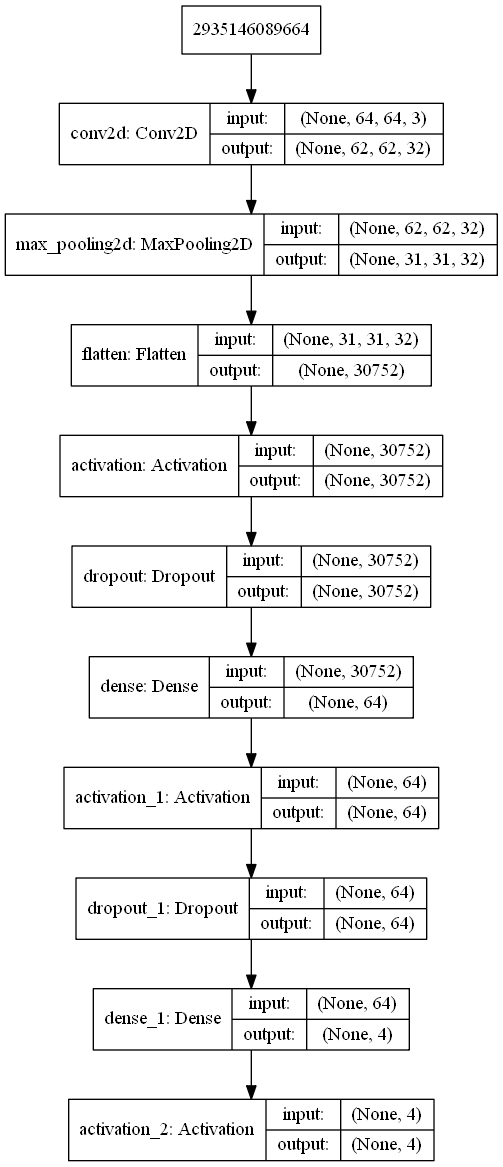 2935146089664
conv2d: Conv2D
input:
(None, 64, 64, 3)
output:
(None, 62, 62, 32)
max_pooling2d: MaxPooling2D
input:
(None, 62, 62, 32)
output:
(None, 31, 31, 32)
flatten: Flatten
input:
(None, 31, 31, 32)
output:
(None, 30752)
activation: Activation
input:
(None, 30752)
output:
(None, 30752)
dropout: Dropout
input:
(None, 30752)
output:
(None, 30752)
dense: Dense
input:
(None, 30752)
output:
(None, 64)
activation_1: Activation
input:
(None, 64)
output:
(None, 64)
dropout_1: Dropout
input:
(None, 64)
output:
(None, 64)
dense_1: Dense
input:
(None, 64)
output:
(None, 4)
activation_2: Activation
input:
(None, 4)
output:
(None, 4)